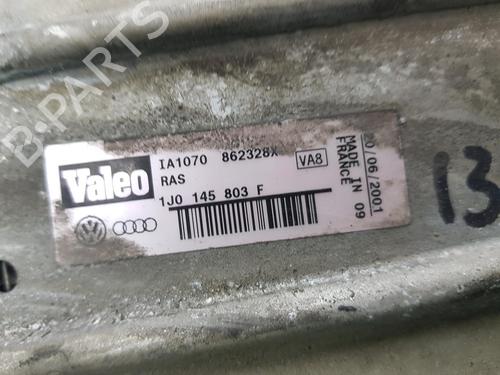 B-PARTS
Valeo
IA1070 862328X VA8
RAS
1J0 145 803 F
20/06/2001
MADE IN 09
FRANCE
13